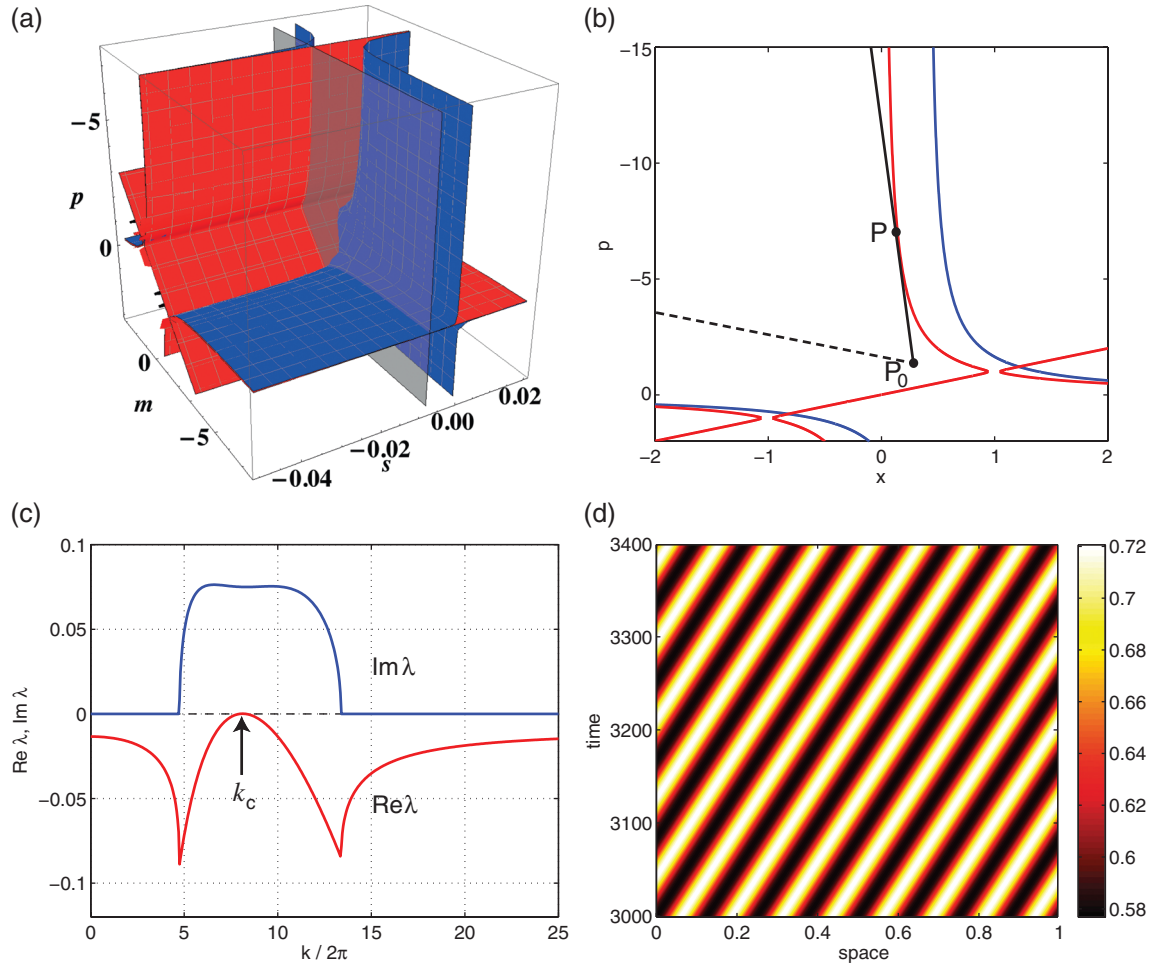 (a)
−5
p
0
0
m
−5
−0.04
−0.02
s
0.00
0.02
(b)
-15
-10
p
-5
0
P
P0
−2
−1
0
1
2
x
(c)
0.1
0.05
0
−0.05
−0.1
Re λ, Im λ
Im λ
Re λ
kc
0
5
10
15
20
25
k / 2π
(d)
3400
3300
time
3200
3100
3000
0
0.2
0.4
0.6
0.8
1
space
0.72
0.7
0.68
0.66
0.64
0.62
0.6
0.58